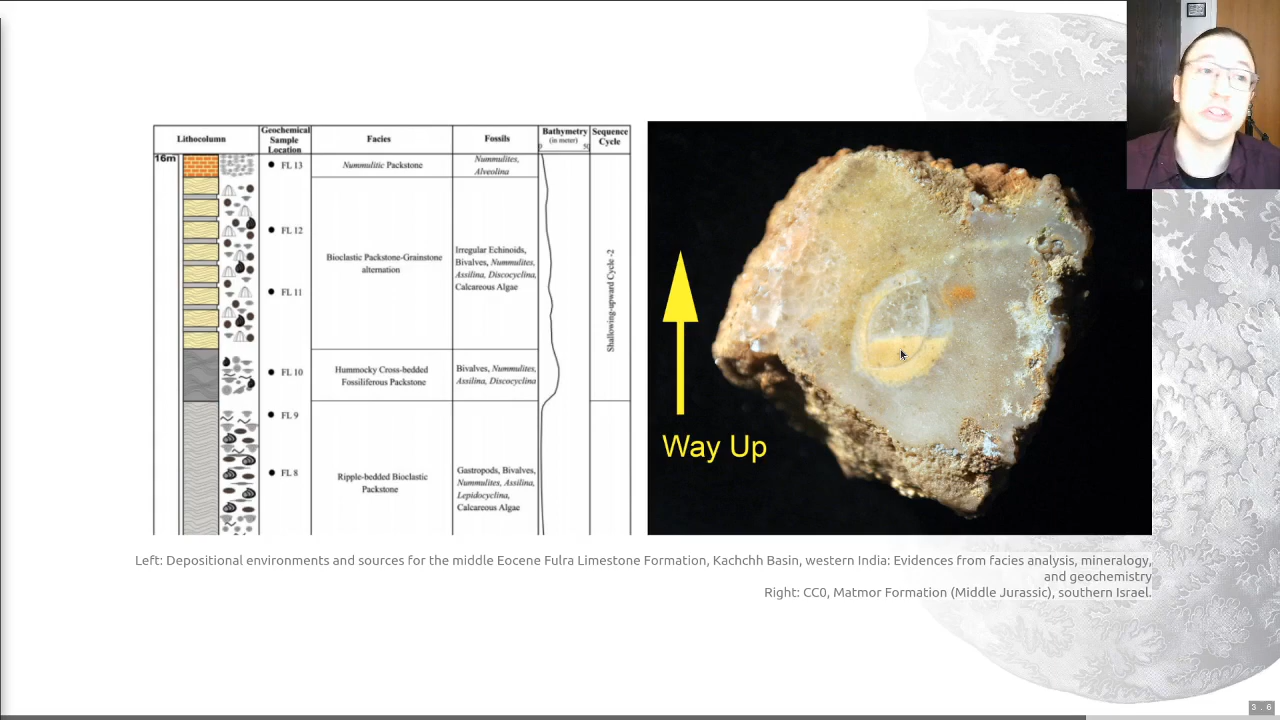 Lithocolumn
Geochemical
Sample
Location
Facies
Fossils
Bathymetry
(in meter)
0
50
Sequence
Cycle
16m
FL 13
Nummulitic Packstone
Nummulites,
Alveolina
FL 12
FL 11
Bioclastic Packstone-Grainstone
alternation
Irregular Echinoids,
Bivalves, Nummulites,
Assilina, Discocyclina,
Calcareous Algae
Shallowing-upward Cycle -2
FL 10
Hummocky Cross-bedded
Fossiliferous Packstone
Bivalves, Nummulites,
Assilina, Discocyclina
FL 9
FL 8
Ripple-bedded Bioclastic
Packstone
Gastropods, Bivalves,
Nummulites, Assilina,
Lepidocyclina,
Calcareous Algae
Way Up
Left: Depositional environments and sources for the middle Eocene Fulra Limestone Formation, Kachchh Basin, western India: Evidences from facies analysis, mineralogy,
and geochemistry
Right: CC0, Matmor Formation (Middle Jurassic), southern Israel.
3 . 6